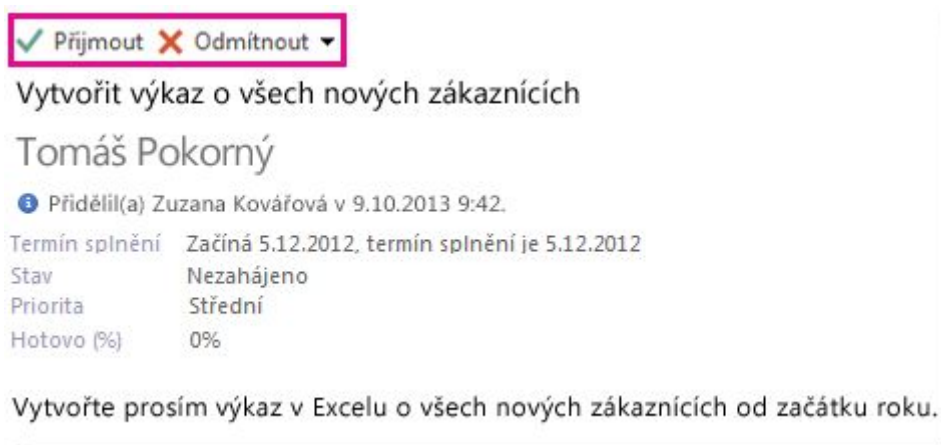 Přijmout Odmítnout
Vytvořit výkaz o všech nových zákaznících
Tomáš Pokorný
Přidělil(a) Zuzana Kovářová v 9.10.2013 9:42.
Termín splnění Začíná 5.12.2012, termín splnění je 5.12.2012
Stav Nezahájeno
Priorita Střední
Hotovo (%) 0%
Vytvořte prosím výkaz v Excelu o všech nových zákaznících od začátku roku.